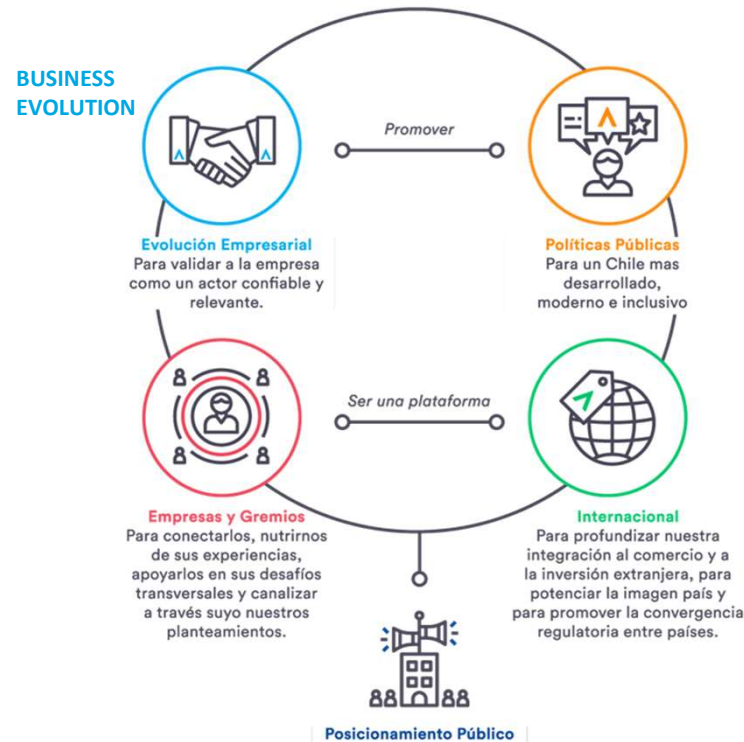 BUSINESS
EVOLUTION
Promover
Evolución Empresarial
Para validar a la empresa
como un actor confiable y
relevante.
Políticas Públicas
Para un Chile mas
desarrollado,
moderno e inclusivo
Ser una plataforma
Empresas y Gremios
Para conectarlos, nutrirnos
de sus experiencias,
apoyarlos en sus desafíos
transversales y canalizar
a través suyo nuestros
planteamientos.
Internacional
Para profundizar nuestra
integración al comercio y a
la inversión extranjera, para
potenciar la imagen país y
para promover la convergencia
regulatoria entre países.
Posicionamiento Público